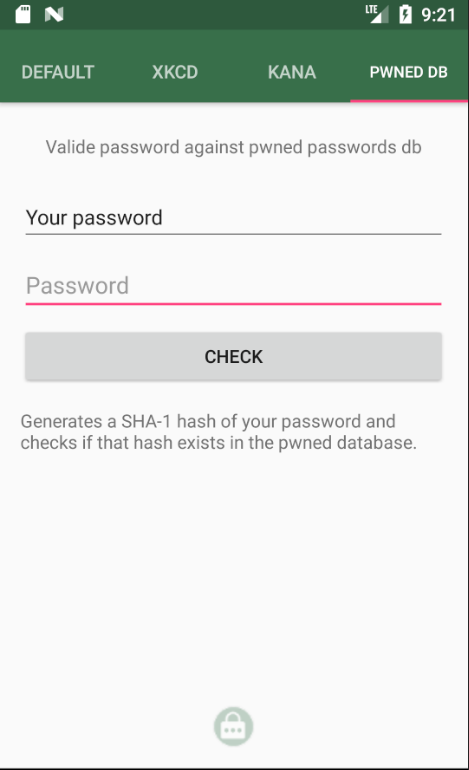 LTE 9:21
DEFAULT XKCD KANA PWNED DB
Valide password against pwned passwords db
Your password
Password
CHECK
Generates a SHA-1 hash of your password and
checks if that hash exists in the pwned database.